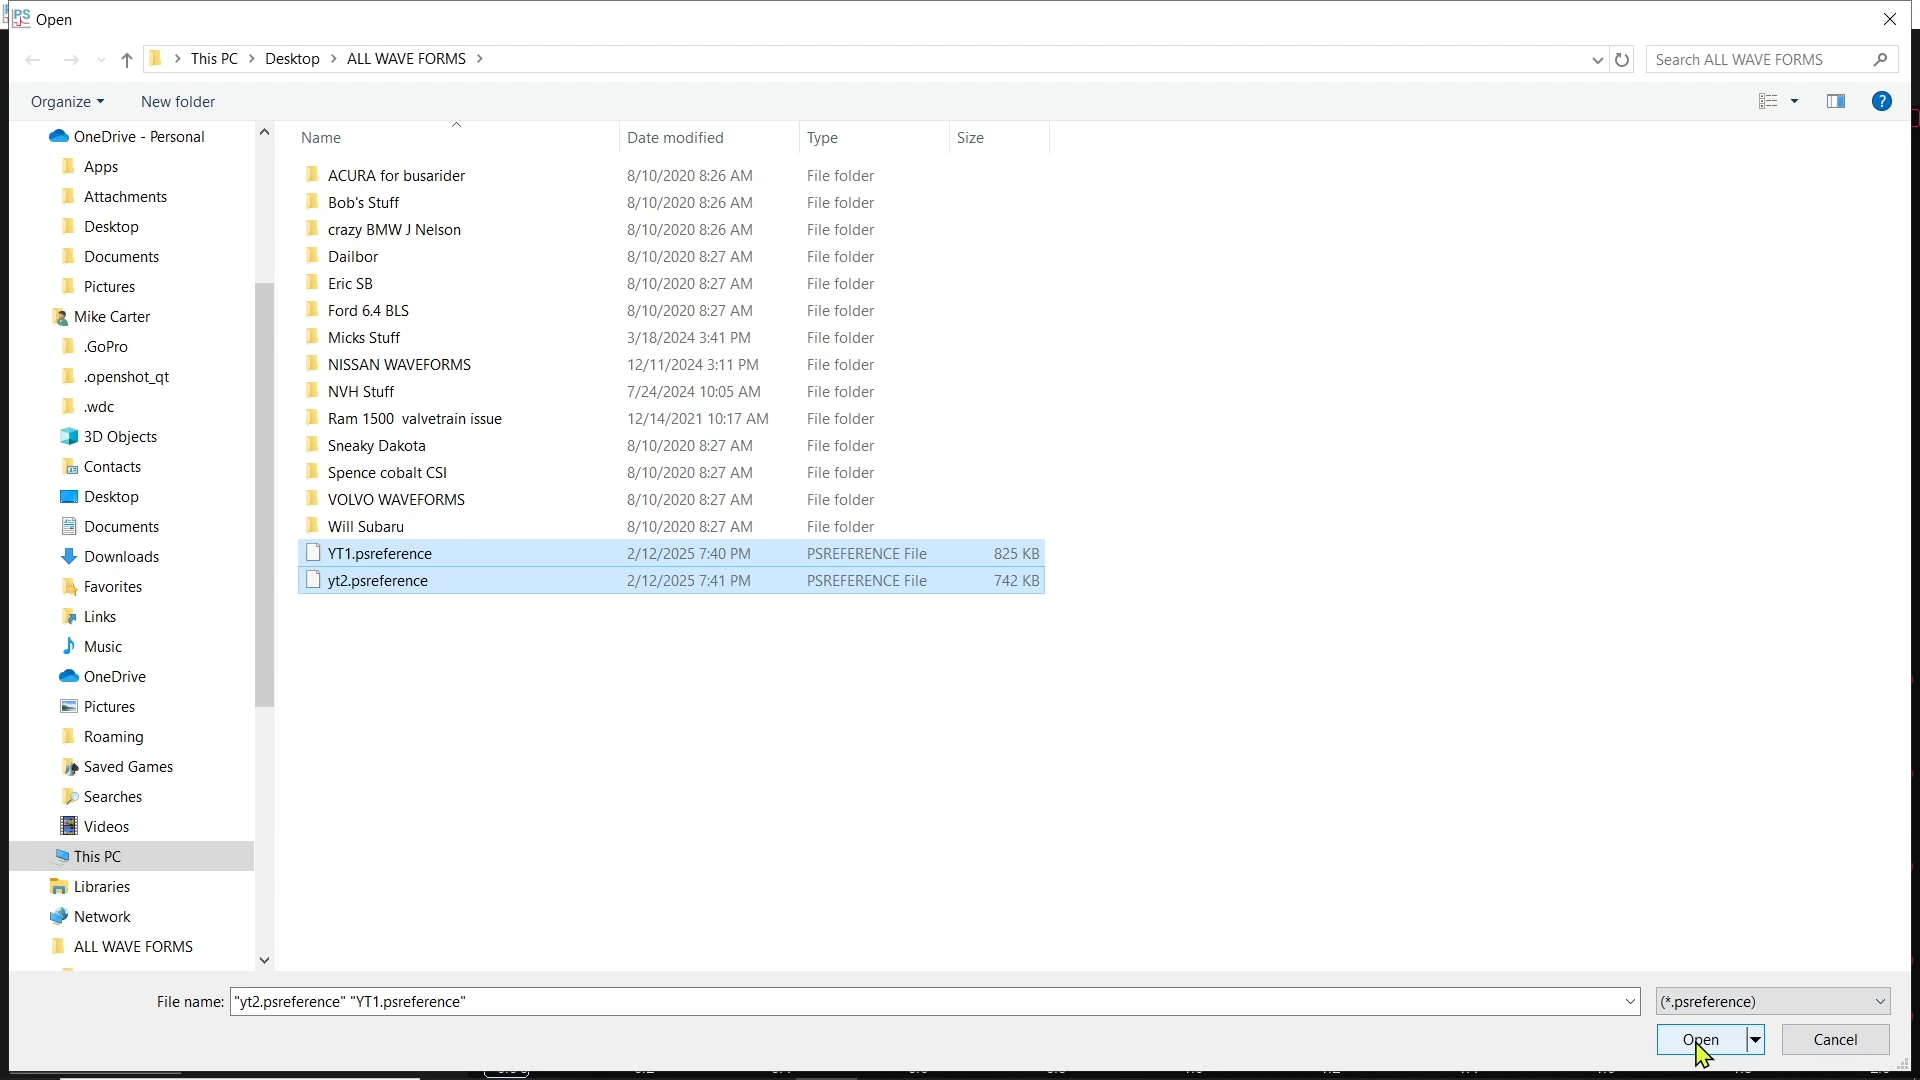 PS Open
This PC > Desktop > ALL WAVE FORMS >
Search ALL WAVE FORMS
Organize
New folder
?
OneDrive - Personal
Apps
Attachments
Desktop
Documents
Pictures
Mike Carter
.GoPro
.openshot_qt
.wdc
3D Objects
Contacts
Desktop
Documents
Downloads
Favorites
Links
Music
OneDrive
Pictures
Roaming
Saved Games
Searches
Videos
This PC
Libraries
Network
ALL WAVE FORMS
Name Date modified Type Size
ACURA for busarider 8/10/2020 8:26 AM File folder
Bob's Stuff 8/10/2020 8:26 AM File folder
crazy BMW J Nelson 8/10/2020 8:26 AM File folder
Dailbor 8/10/2020 8:27 AM File folder
Eric SB 8/10/2020 8:27 AM File folder
Ford 6.4 BLS 8/10/2020 8:27 AM File folder
Micks Stuff 3/18/2024 3:41 PM File folder
NISSAN WAVEFORMS 12/11/2024 3:11 PM File folder
NVH Stuff 7/24/2024 10:05 AM File folder
Ram 1500 valvetrain issue 12/14/2021 10:17 AM File folder
Sneaky Dakota 8/10/2020 8:27 AM File folder
Spence cobalt CSI 8/10/2020 8:27 AM File folder
VOLVO WAVEFORMS 8/10/2020 8:27 AM File folder
Will Subaru 8/10/2020 8:27 AM File folder
YT1.psreference 2/12/2025 7:40 PM PSREFERENCE File 825 KB
yt2.psreference 2/12/2025 7:41 PM PSREFERENCE File 742 KB
File name: "yt2.psreference" "YT1.psreference"
(*.psreference)
Open
Cancel